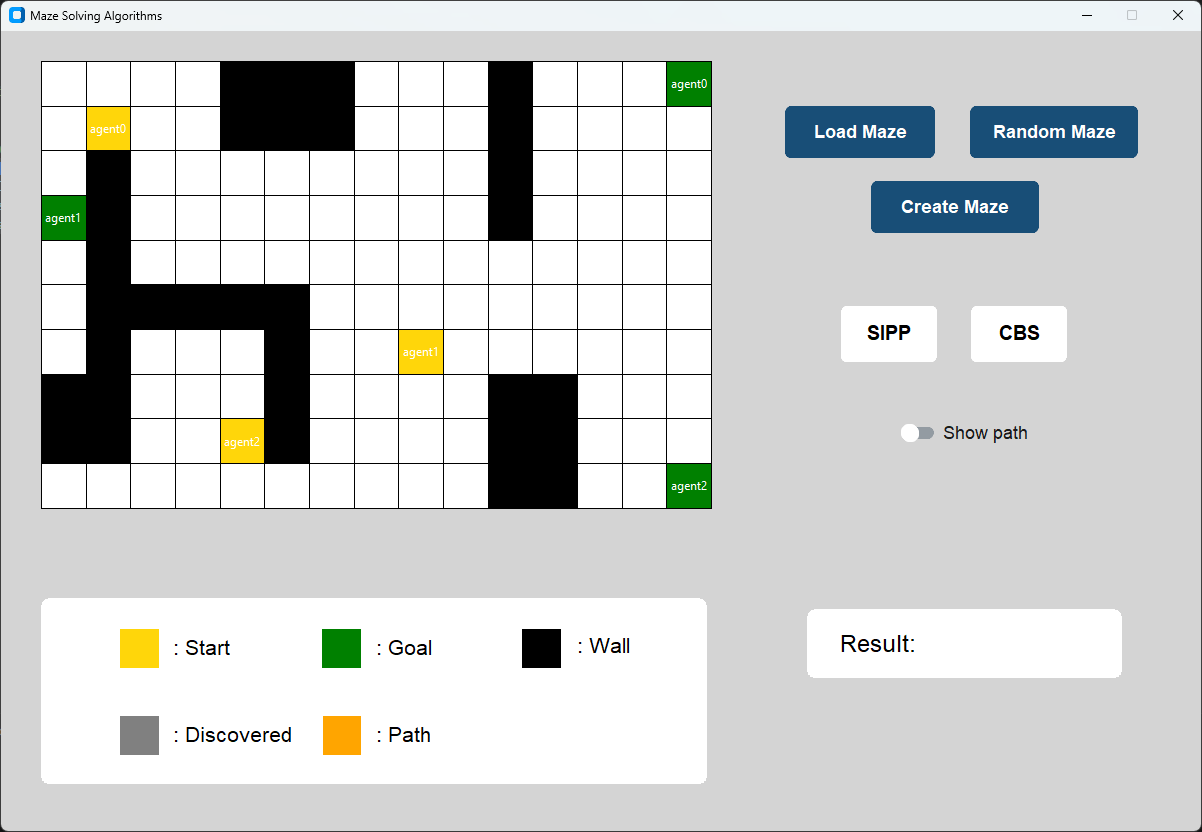 Maze Solving Algorithms
agent0
agent0
agent1
agent1
agent2
agent2
Load Maze
Random Maze
Create Maze
SIPP
CBS
Show path
: Start
: Goal
: Wall
: Discovered
: Path
Result: